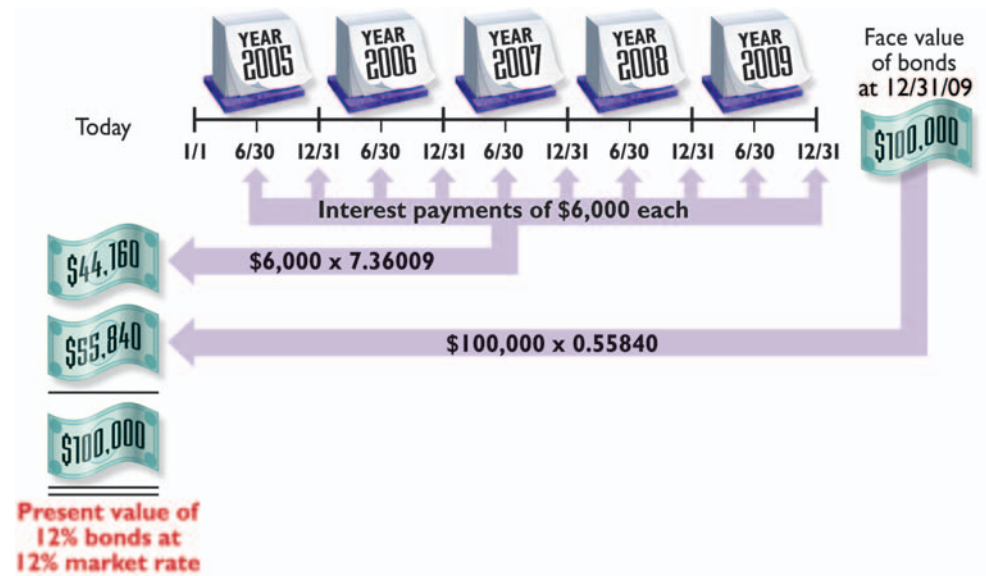 YEAR 2005
YEAR 2006
YEAR 2007
YEAR 2008
YEAR 2009
Face value
of bonds
at 12/31/09
$100,000
Today
1/1 6/30 12/31 6/30 12/31 6/30 12/31 6/30 12/31 6/30 12/31
Interest payments of $6,000 each
$44,160
$6,000 x 7.36009
$55,840
$100,000 x 0.55840
$100,000
Present value of
12% bonds at
12% market rate